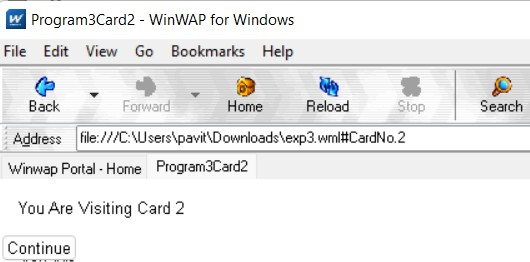 Program3Card2 - WinWAP for Windows
File Edit View Go Bookmarks Help
Back Forward Home Reload Stop Search
Address file:///C:\Users\pavit\Downloads\exp3.wml#CardNo.2
Winwap Portal - Home Program3Card2
You Are Visiting Card 2
Continue